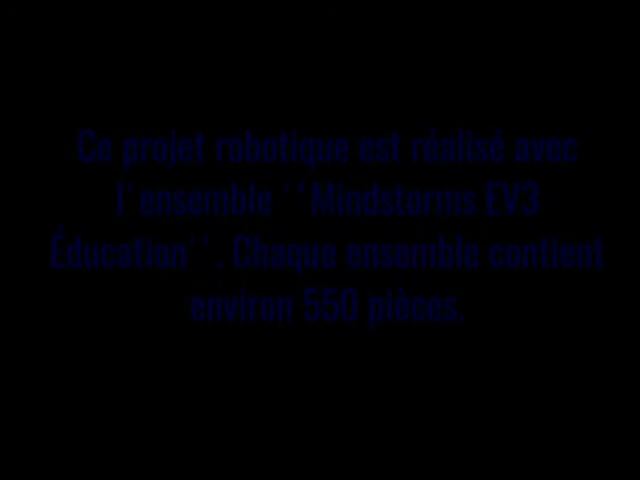 Ce projet robotique est réalisé avec
l'ensemble ``Mindstorms EV3
Éducation´´. Chaque ensemble contient
environ 550 pièces.